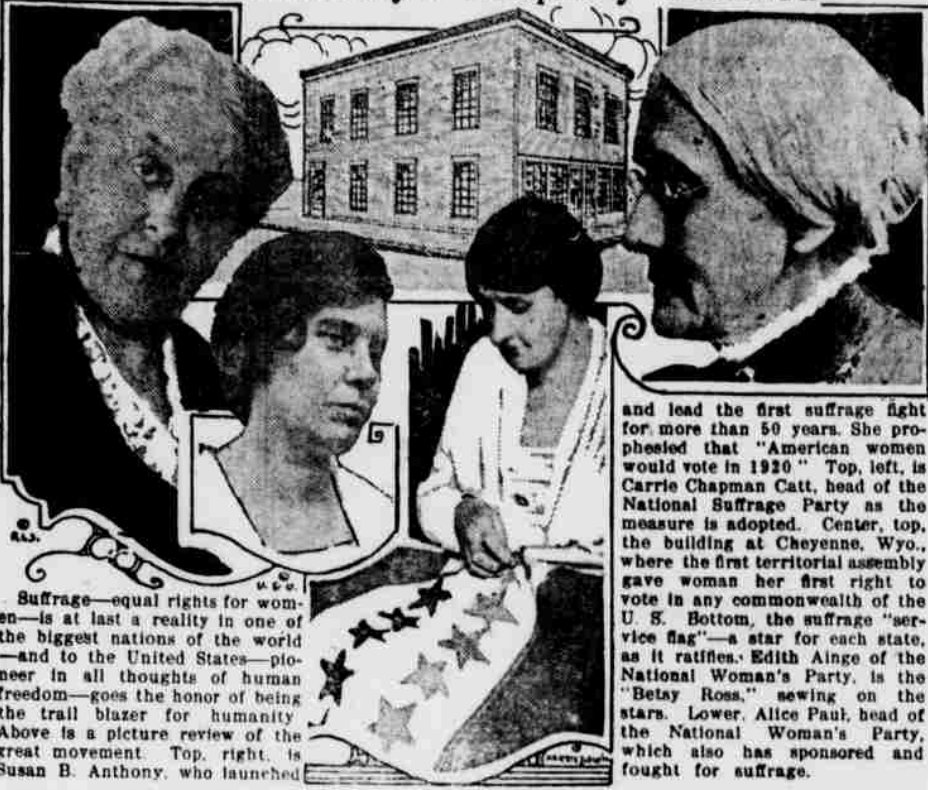 Suffrage—equal rights for wom-
en—is at last a reality in one of
the biggest nations of the world
—and to the United States—pio-
neer in all thoughts of human
freedom—goes the honor of being
the trail blazer for humanity
Above is a picture review of the
great movement Top, right, is
Susan B. Anthony, who launched
and lead the first suffrage fight
for more than 50 years. She pro-
phesied that "American women
would vote in 1920 " Top, left, is
Carrie Chapman Catt, head of the
National Suffrage Party as the
measure is adopted. Center, top,
the building at Cheyenne, Wyo.,
where the first territorial assembly
gave woman her first right to
vote in any commonwealth of the
U. S. Bottom, the suffrage "ser-
vice flag"—a star for each state,
as it ratifies. Edith Ainge of the
National Woman's Party, is the
"Betsy Ross," sewing on the
stars. Lower, Alice Paul, head of
the National Woman's Party,
which also has sponsored and
fought for suffrage.